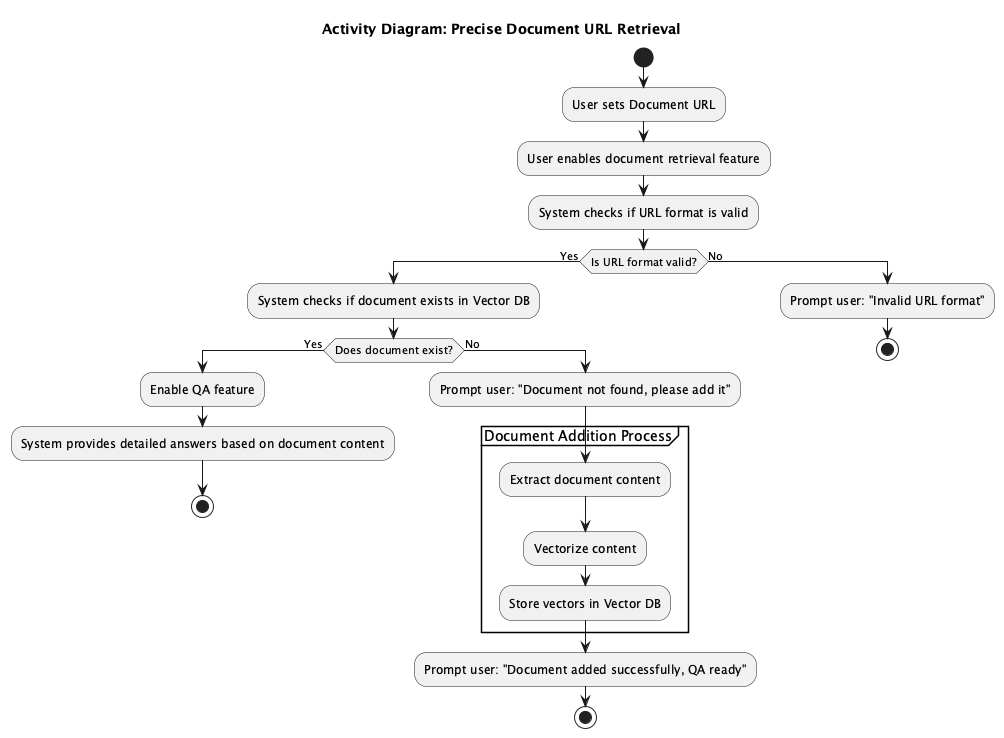 Activity Diagram: Precise Document URL Retrieval
User sets Document URL
User enables document retrieval feature
System checks if URL format is valid
Yes
Is URL format valid?
No
System checks if document exists in Vector DB
Prompt user: "Invalid URL format"
Yes
Does document exist?
No
Enable QA feature
Prompt user: "Document not found, please add it"
System provides detailed answers based on document content
Document Addition Process
Extract document content
Vectorize content
Store vectors in Vector DB
Prompt user: "Document added successfully, QA ready"